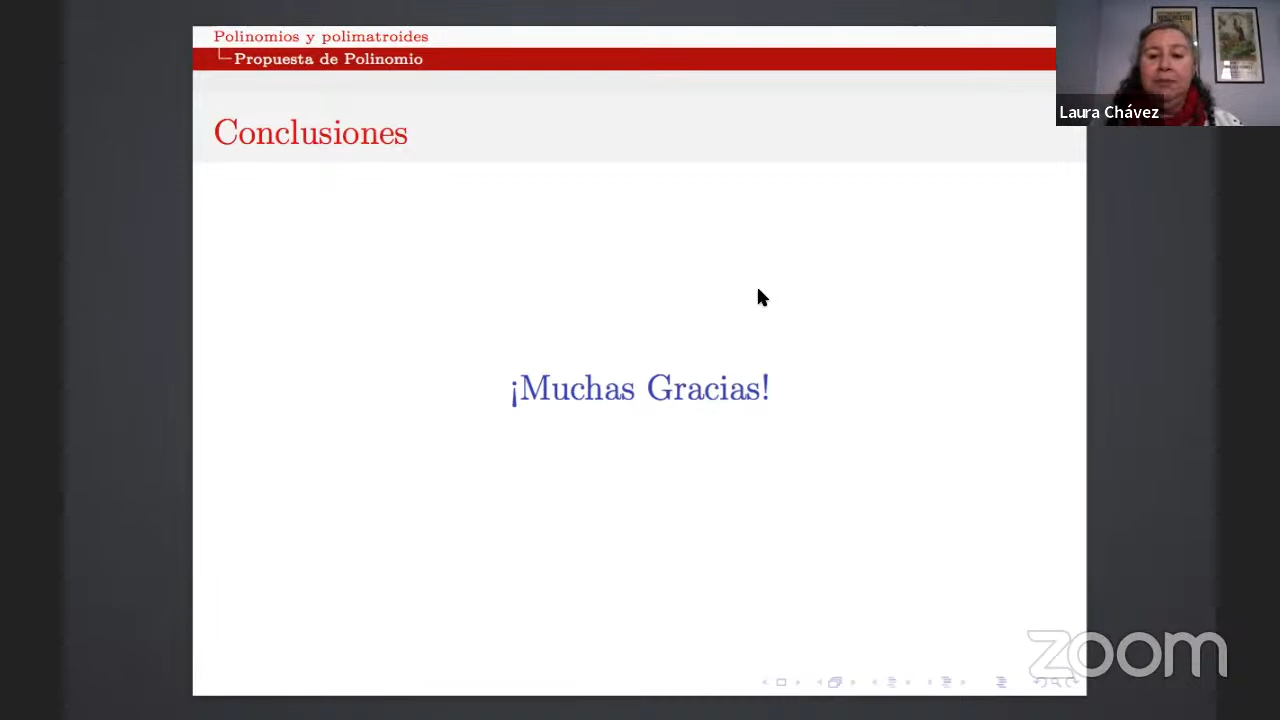 Polinomios y polimatroides
Propuesta de Polinomio
Laura Chávez
Conclusiones
¡Muchas Gracias!
zoom